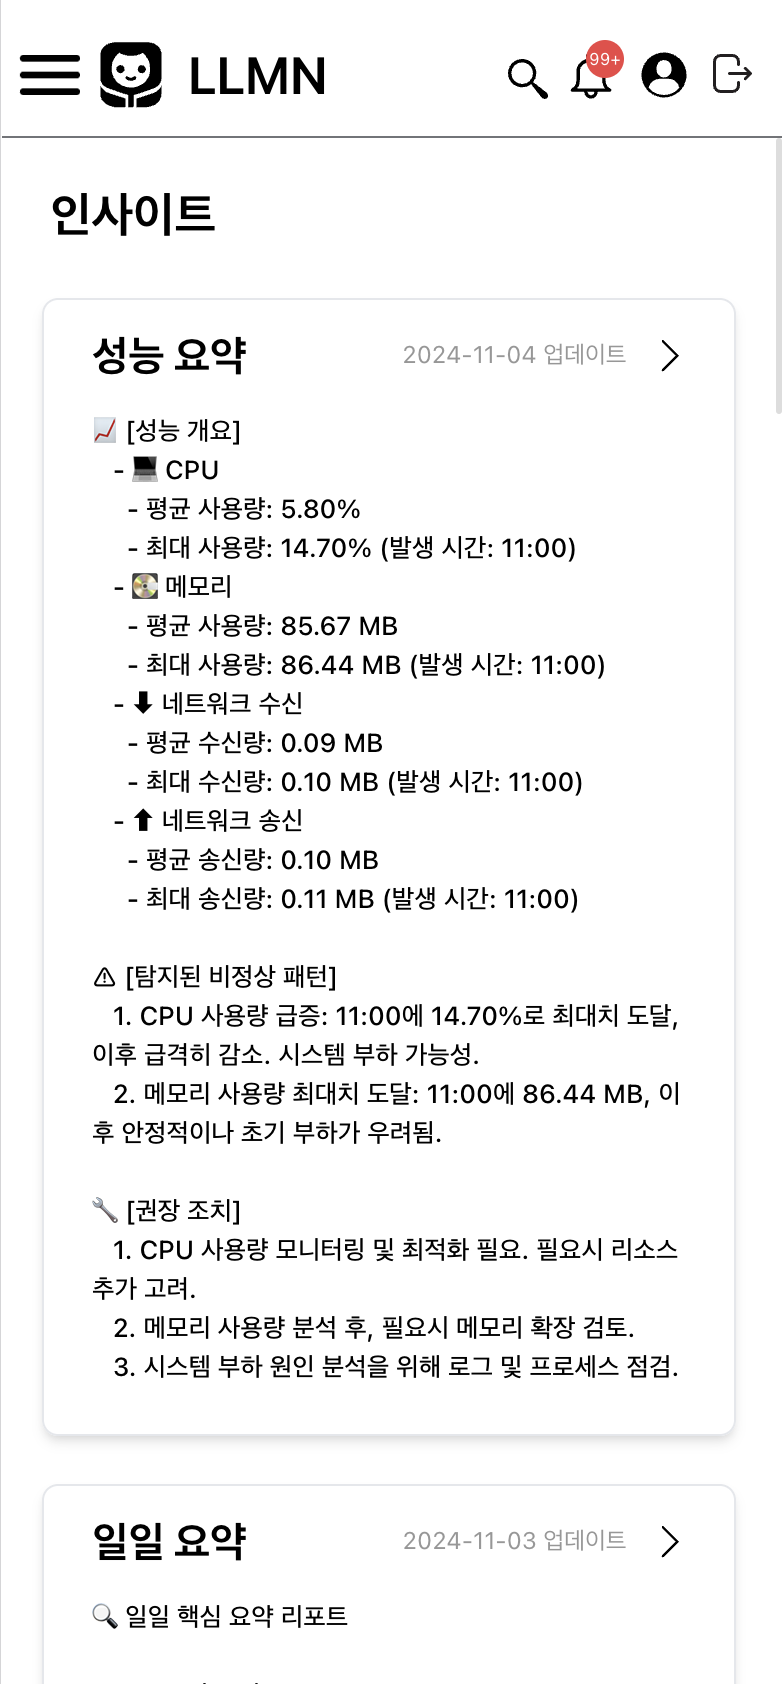 LLMN
99+
인사이트
성능 요약
2024-11-04 업데이트
📈 [성능 개요]
- 💻 CPU
- 평균 사용량: 5.80%
- 최대 사용량: 14.70% (발생 시간: 11:00)
- 💽 메모리
- 평균 사용량: 85.67 MB
- 최대 사용량: 86.44 MB (발생 시간: 11:00)
- ⬇ 네트워크 수신
- 평균 수신량: 0.09 MB
- 최대 수신량: 0.10 MB (발생 시간: 11:00)
- ⬆ 네트워크 송신
- 평균 송신량: 0.10 MB
- 최대 송신량: 0.11 MB (발생 시간: 11:00)
⚠ [탐지된 비정상 패턴]
1. CPU 사용량 급증: 11:00에 14.70%로 최대치 도달,
이후 급격히 감소. 시스템 부하 가능성.
2. 메모리 사용량 최대치 도달: 11:00에 86.44 MB, 이
후 안정적이나 초기 부하가 우려됨.
🔧 [권장 조치]
1. CPU 사용량 모니터링 및 최적화 필요. 필요시 리소스
추가 고려.
2. 메모리 사용량 분석 후, 필요시 메모리 확장 검토.
3. 시스템 부하 원인 분석을 위해 로그 및 프로세스 점검.
일일 요약
2024-11-03 업데이트
🔍 일일 핵심 요약 리포트